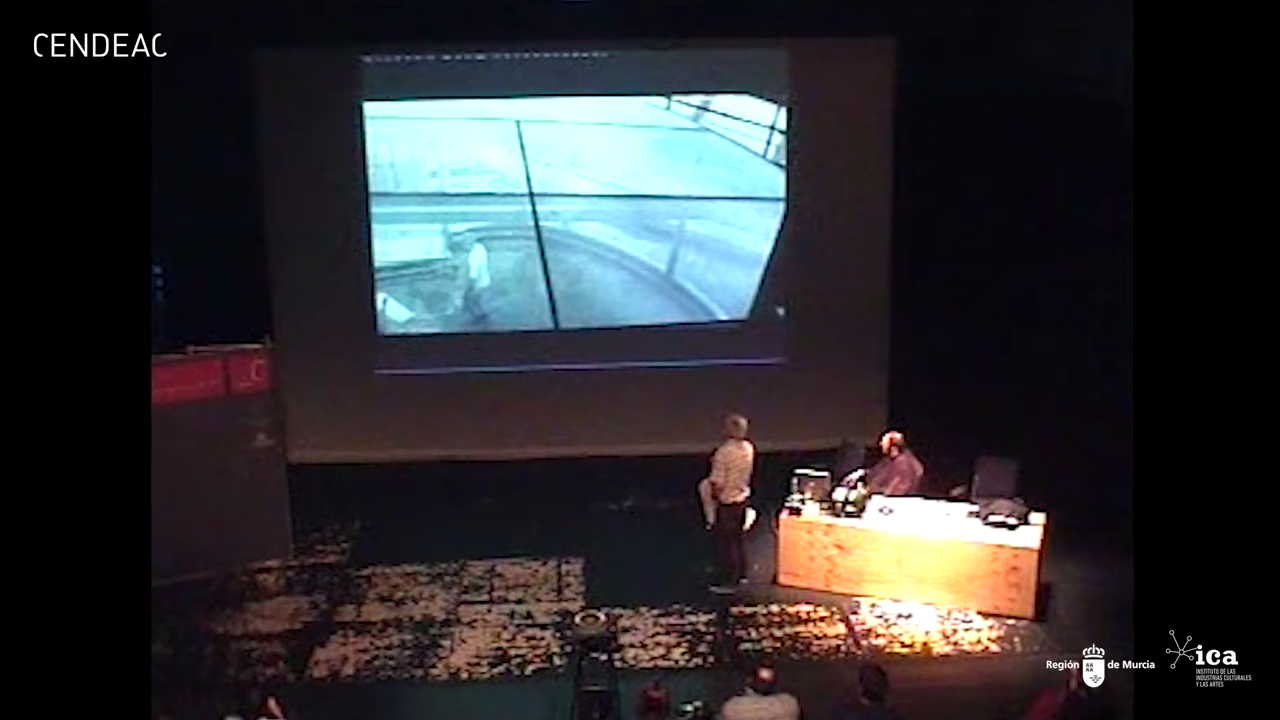 CENDEAC
Región de Murcia
ica
INSTITUTO DE LAS
INDUSTRIAS CULTURALES
Y LAS ARTES